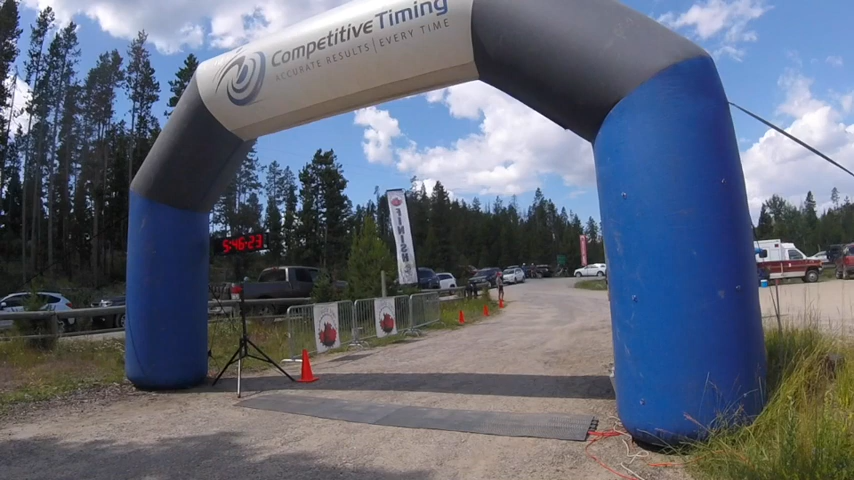 Competitive Timing
ACCURATE RESULTS | EVERY TIME
5:46:23
FINISH